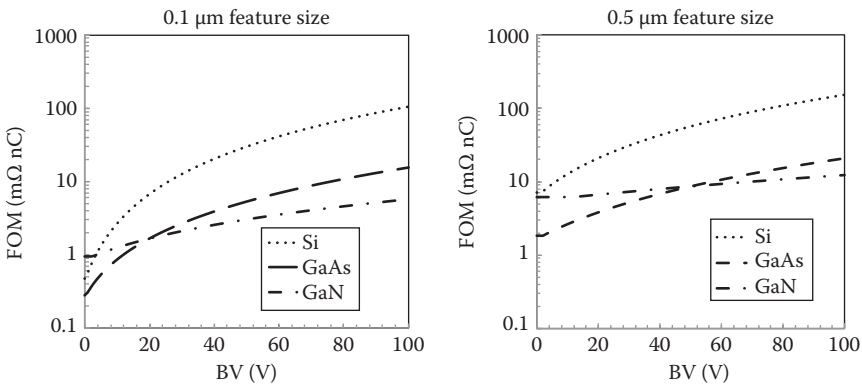 0.1 µm feature size
1000
100
10
1
0.1
FOM (mΩ nC)
0
20
40
60
80
100
BV (V)
Si
GaAs
GaN
0.5 µm feature size
1000
100
10
1
0.1
FOM (mΩ nC)
0
20
40
60
80
100
BV (V)
Si
GaAs
GaN